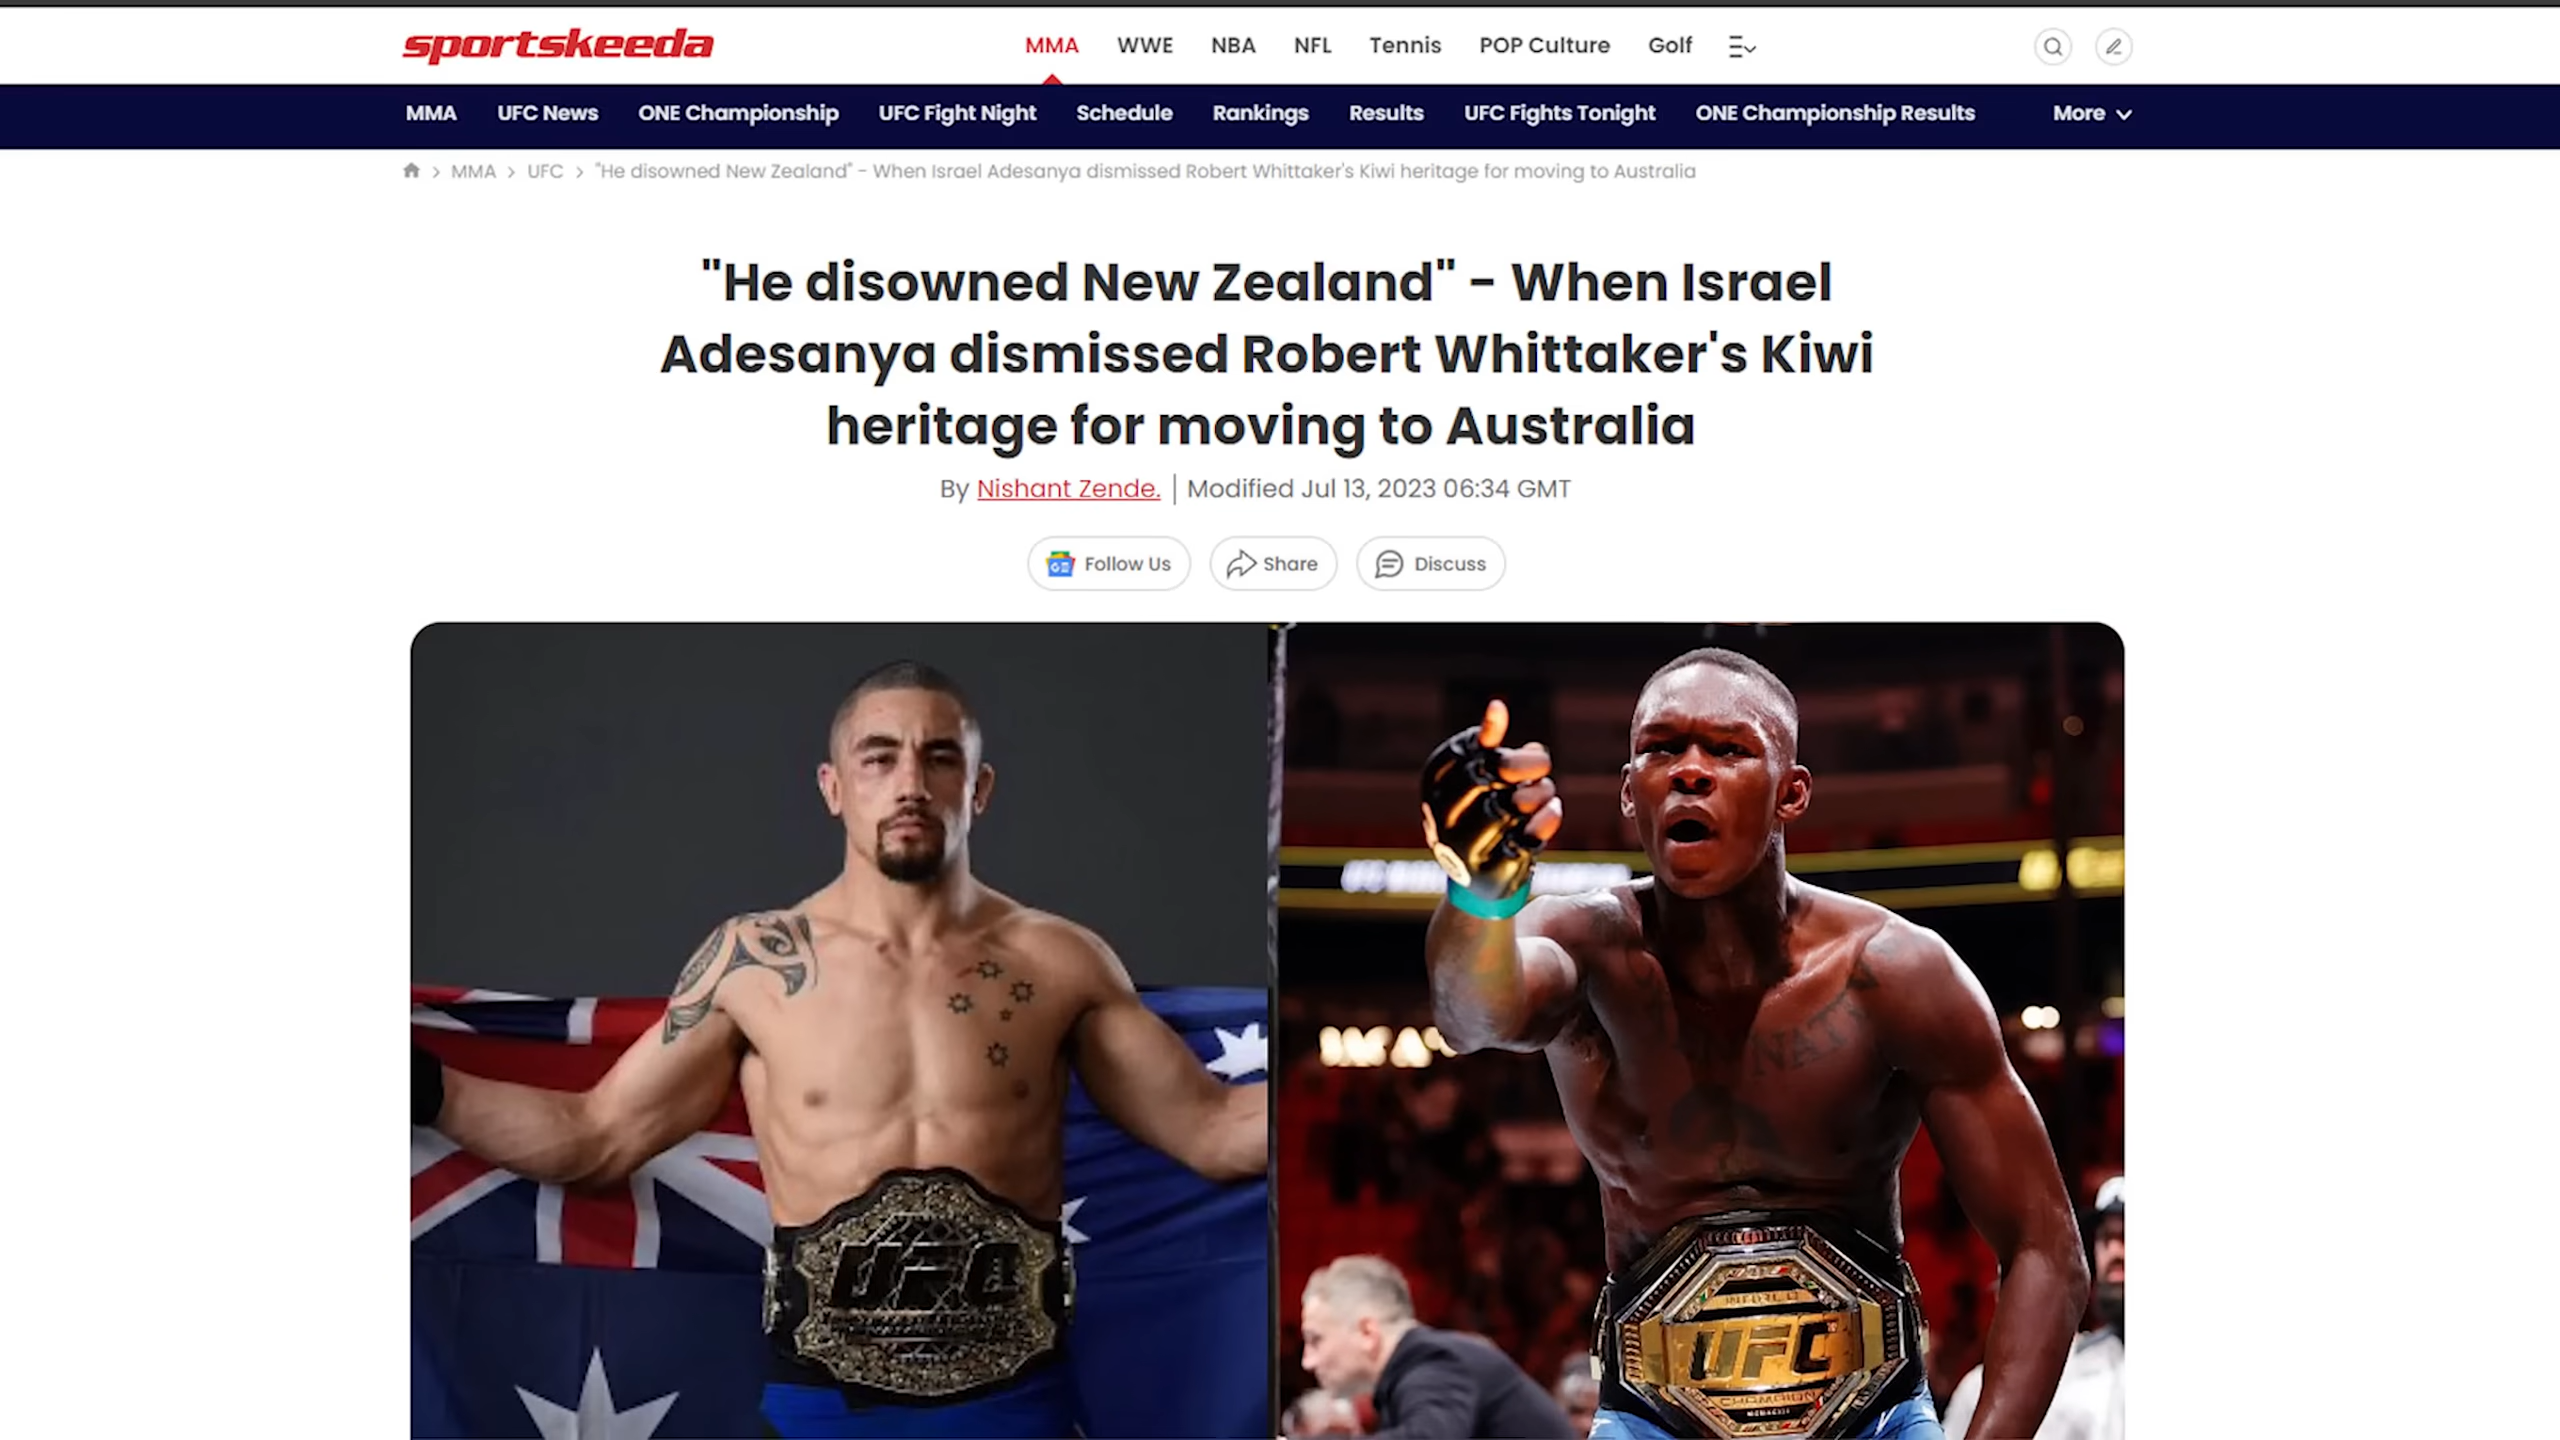 sportskeeda
MMA WWE NBA NFL Tennis POP Culture Golf
MMA UFC News ONE Championship UFC Fight Night Schedule Rankings Results UFC Fights Tonight ONE Championship Results More
> MMA > UFC > "He disowned New Zealand" - When Israel Adesanya dismissed Robert Whittaker's Kiwi heritage for moving to Australia
"He disowned New Zealand" - When Israel
Adesanya dismissed Robert Whittaker's Kiwi
heritage for moving to Australia
By Nishant Zende. | Modified Jul 13, 2023 06:34 GMT
Follow Us Share Discuss
UFC
WORLD
UFC
CHAMPION